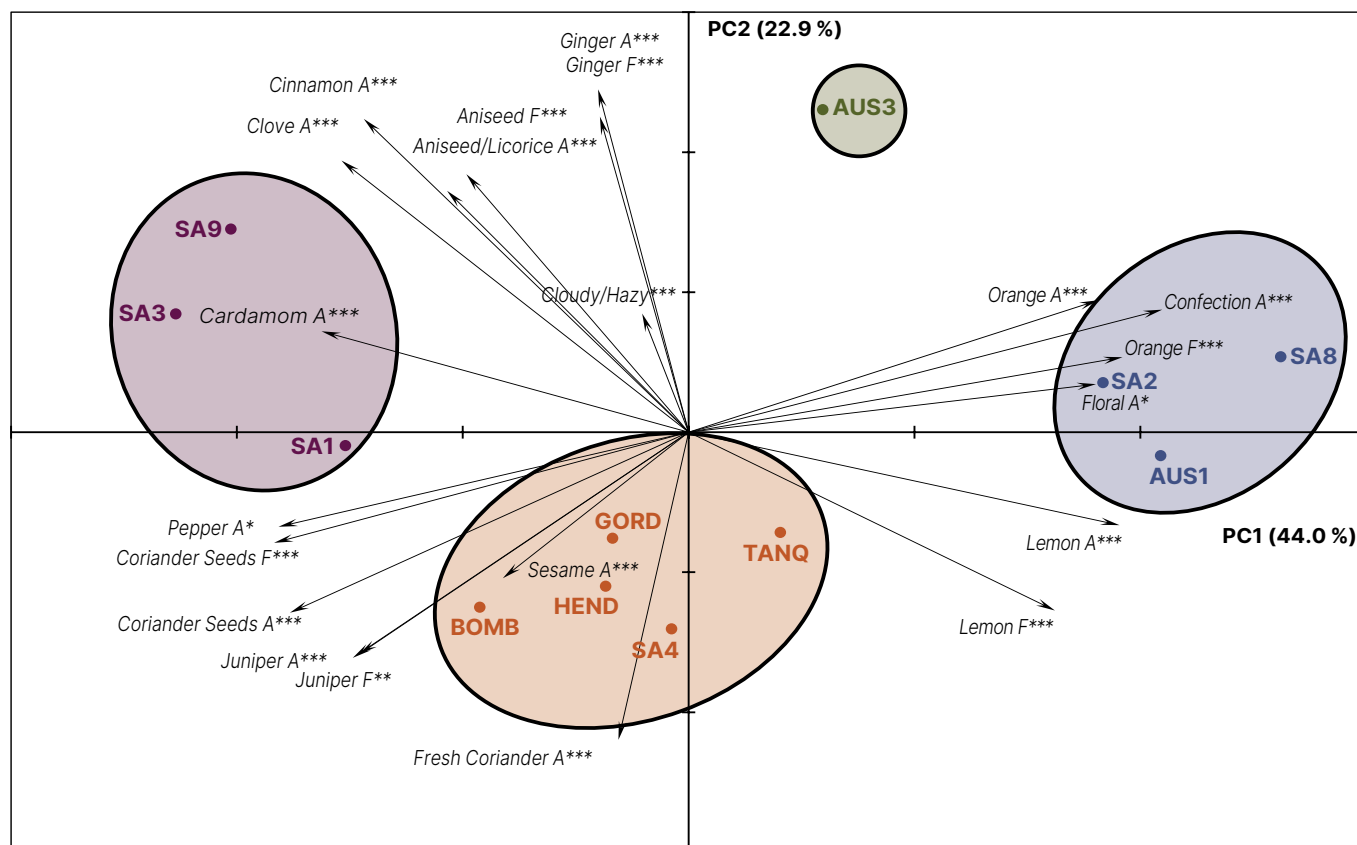 PC2 (22.9 %)
Ginger A***
Ginger F***
Cinnamon A***
Clove A***
Aniseed F***
Aniseed/Licorice A***
AUS3
SA9
SA3
Cardamom A***
Cloudy/Hazy***
Orange A***
Confection A***
Orange F***
SA8
SA2
Floral A*
SA1
AUS1
Pepper A*
Coriander Seeds F***
GORD
TANQ
PC1 (44.0 %)
Lemon A***
Sesame A***
HEND
BOMB
SA4
Coriander Seeds A***
Lemon F***
Juniper A***
Juniper F**
Fresh Coriander A***